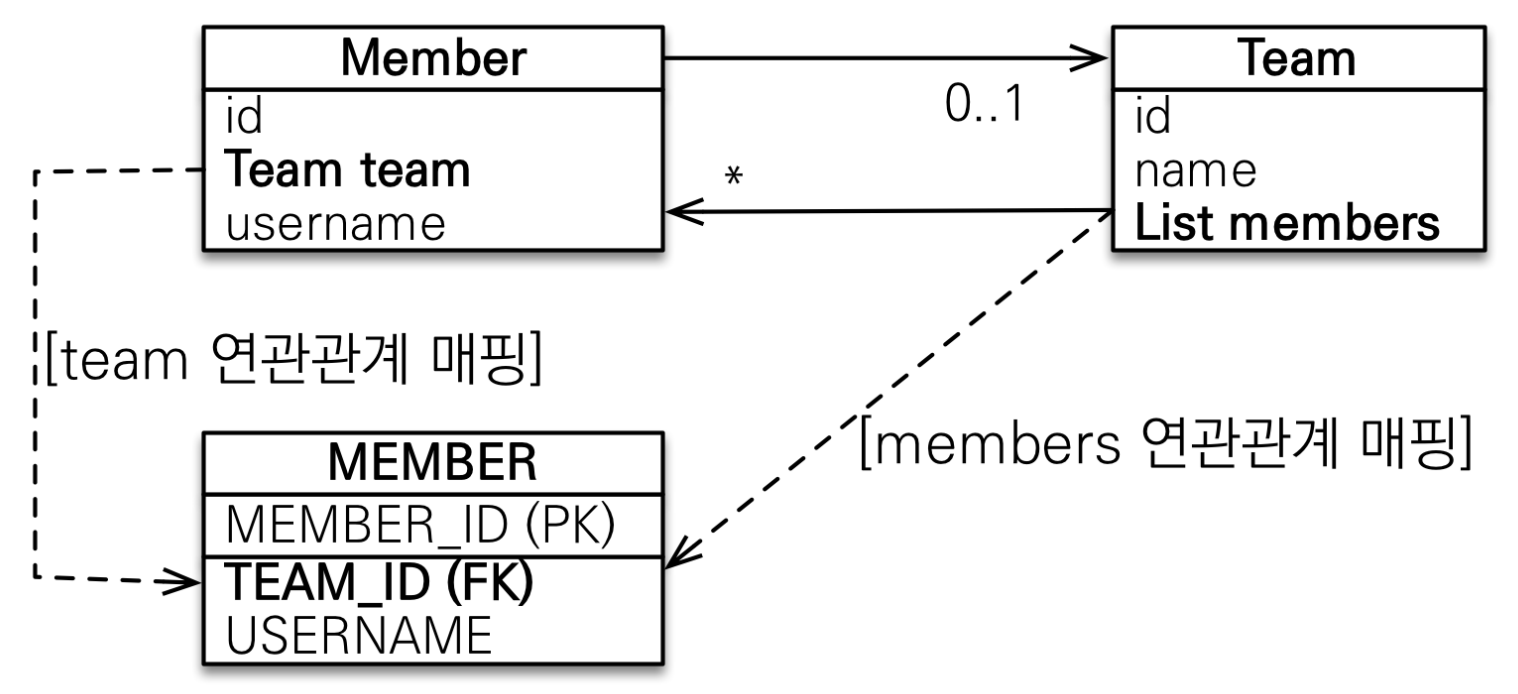 Member
id
Team team
username
0..1
*
Team
id
name
List members
[team 연관관계 매핑]
[members 연관관계 매핑]
MEMBER
MEMBER_ID (PK)
TEAM_ID (FK)
USERNAME